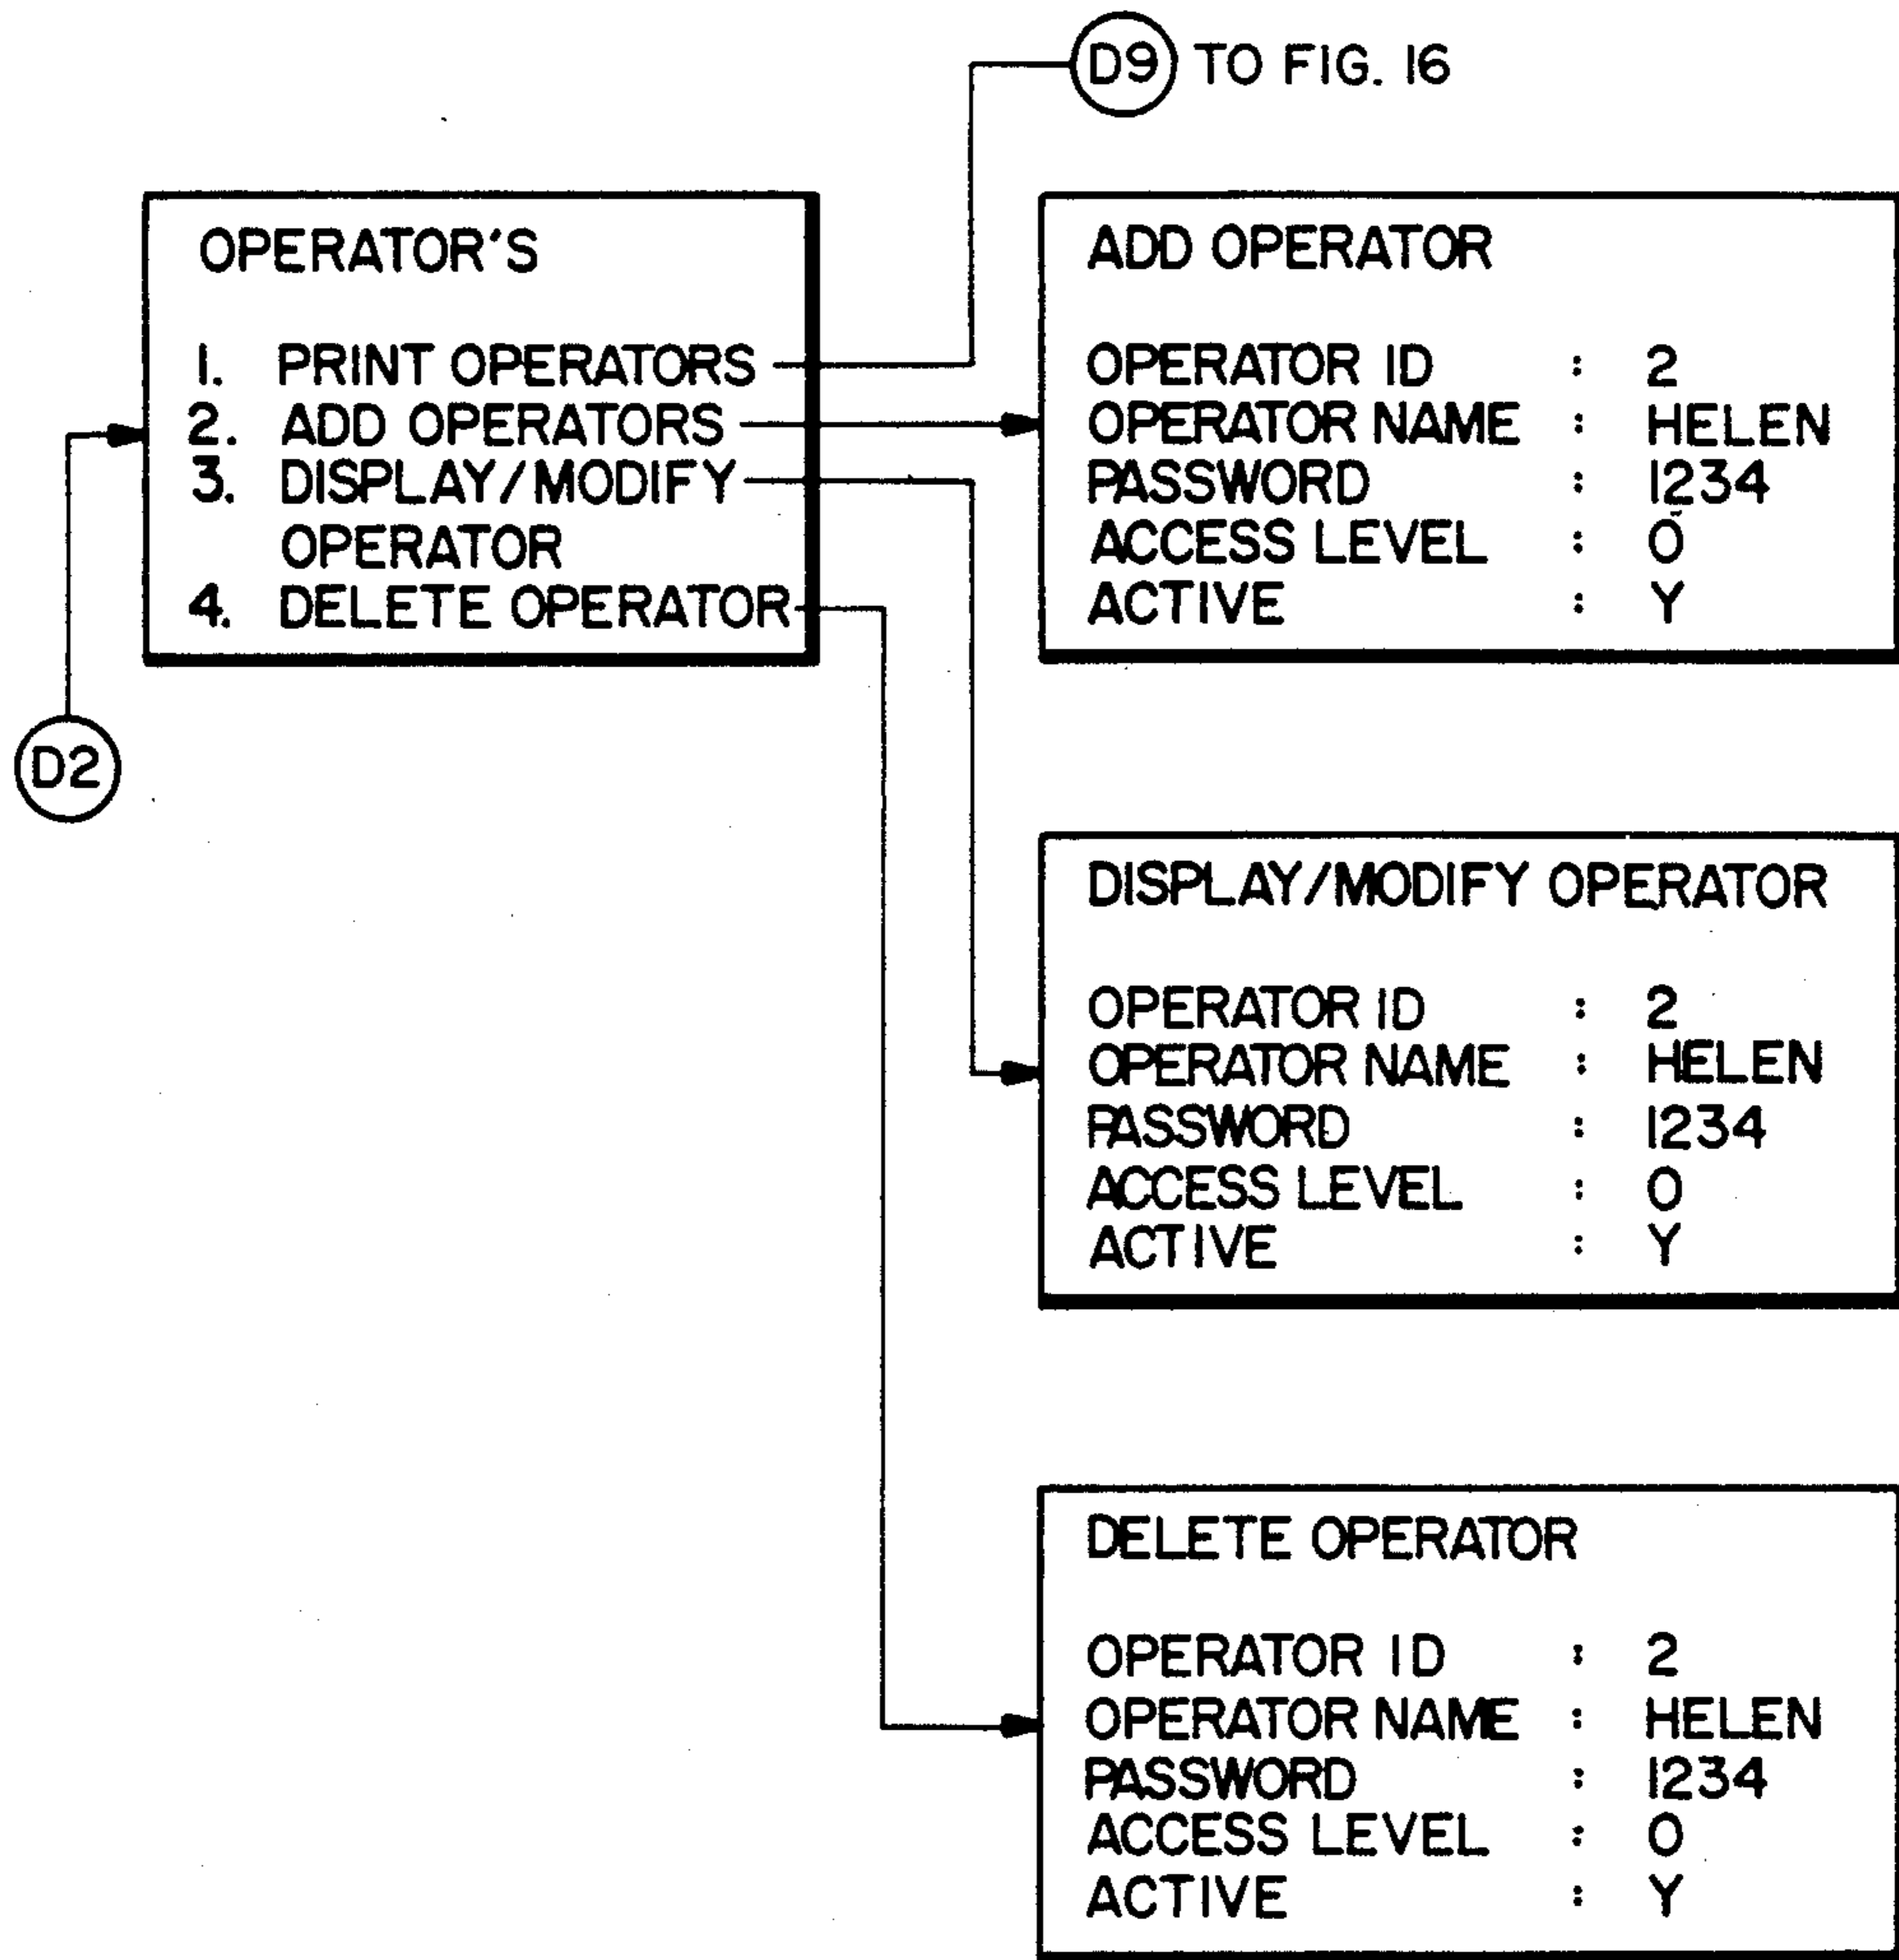 D9 TO FIG. 16
OPERATOR'S
1. PRINT OPERATORS
2. ADD OPERATORS
3. DISPLAY/MODIFY
OPERATOR
4. DELETE OPERATOR
D2
ADD OPERATOR
OPERATOR ID : 2
OPERATOR NAME : HELEN
PASSWORD : 1234
ACCESS LEVEL : 0
ACTIVE : Y
DISPLAY/MODIFY OPERATOR
OPERATOR ID : 2
OPERATOR NAME : HELEN
PASSWORD : 1234
ACCESS LEVEL : 0
ACTIVE : Y
DELETE OPERATOR
OPERATOR ID : 2
OPERATOR NAME : HELEN
PASSWORD : 1234
ACCESS LEVEL : 0
ACTIVE : Y